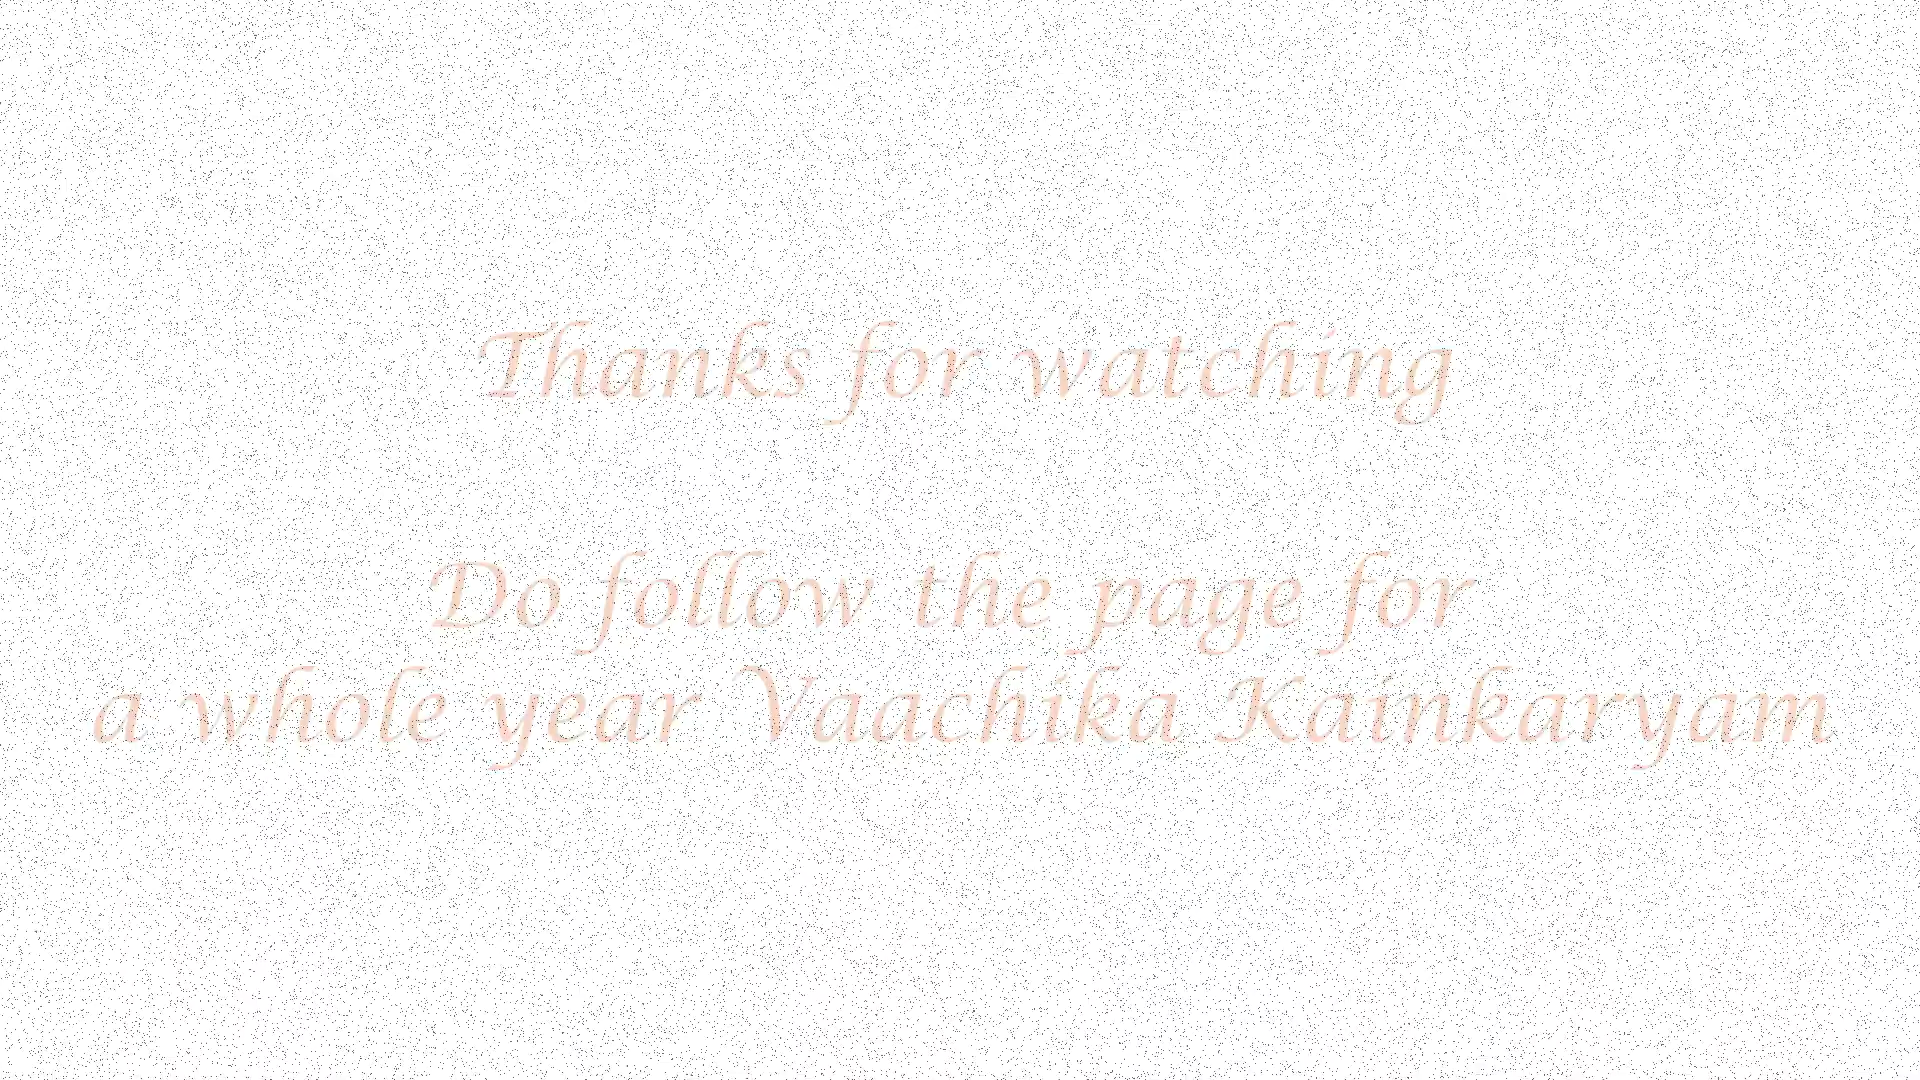 Thanks for watching
Do follow the page for
a whole year Vaachika Kainkaryam